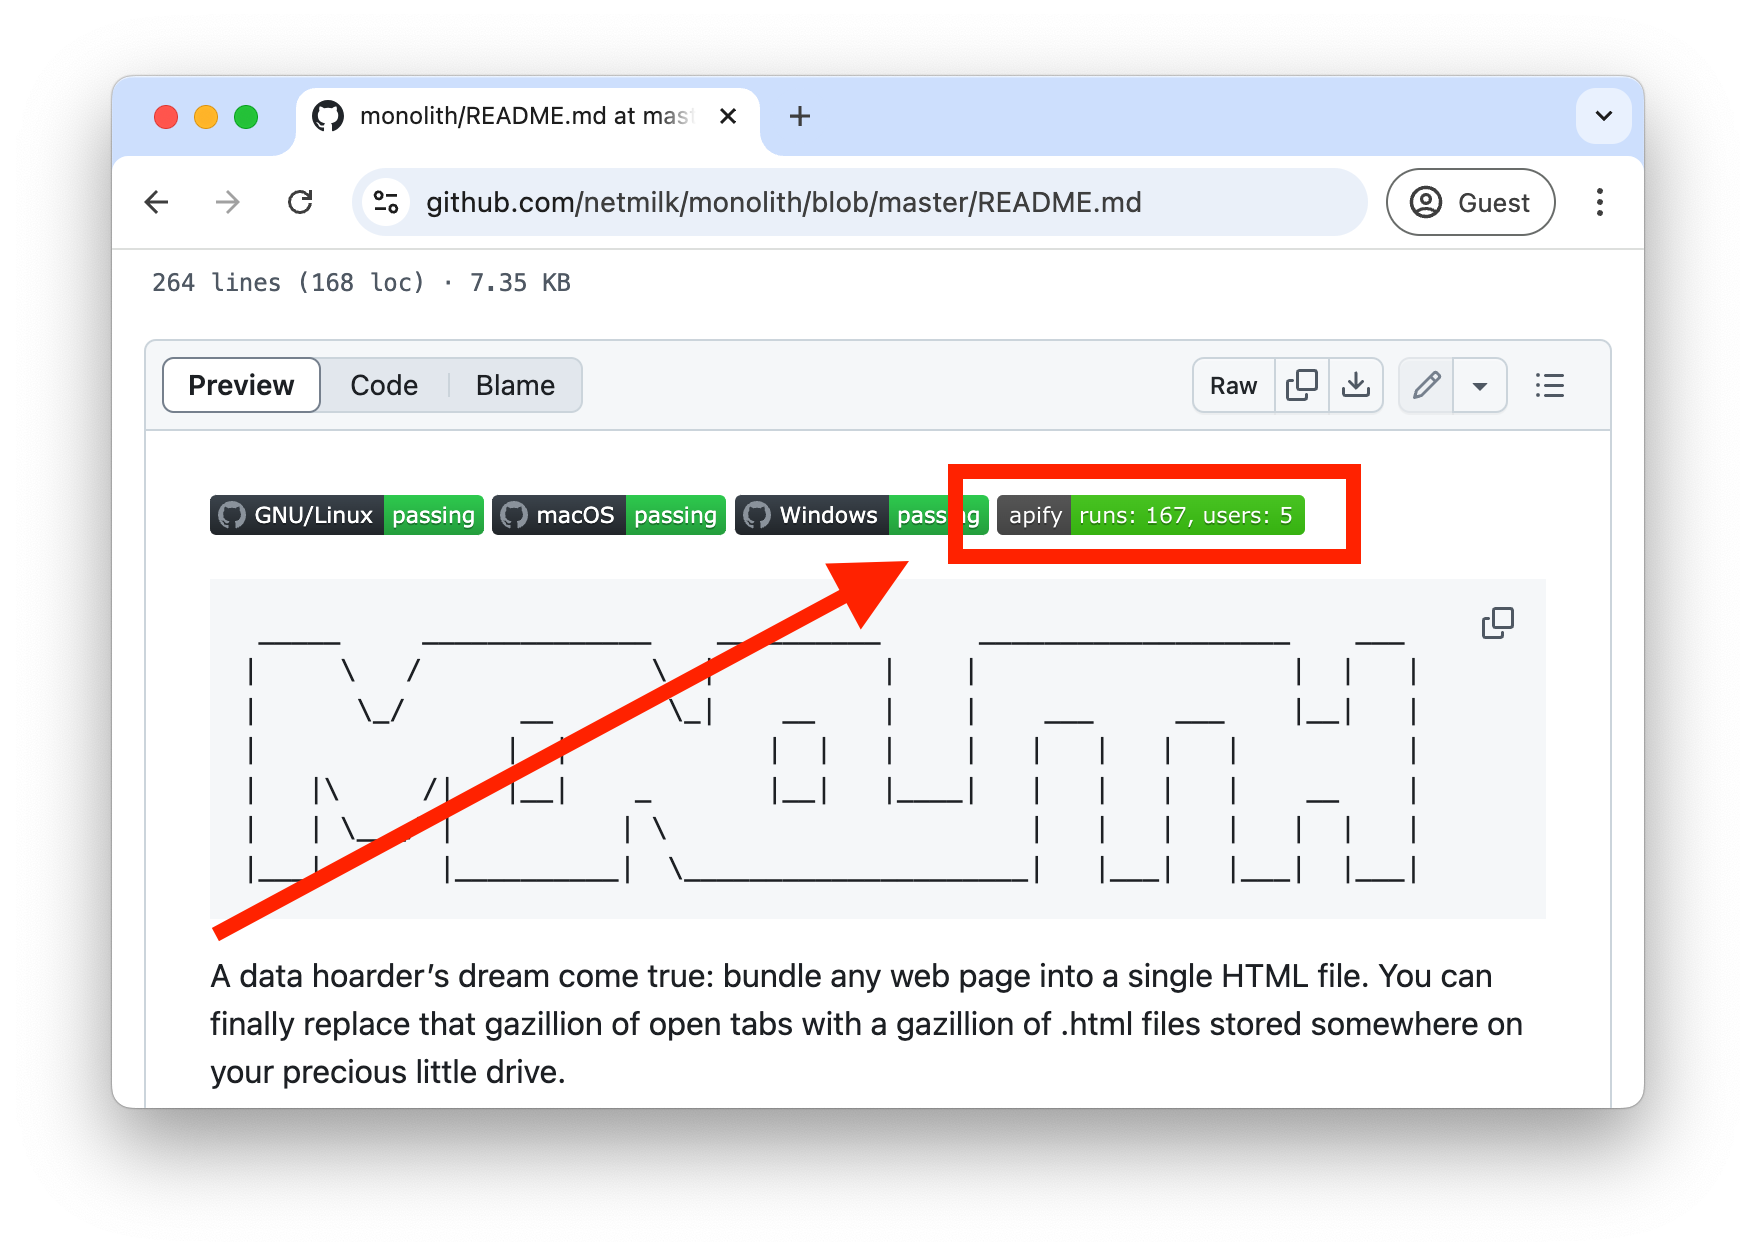 monolith/README.md at mast
github.com/netmilk/monolith/blob/master/README.md
Guest
264 lines (168 loc) · 7.35 KB
Preview Code Blame Raw
GNU/Linux passing macOS passing Windows apify runs: 167, users: 5
A data hoarder’s dream come true: bundle any web page into a single HTML file. You can
finally replace that gazillion of open tabs with a gazillion of .html files stored somewhere on
your precious little drive.